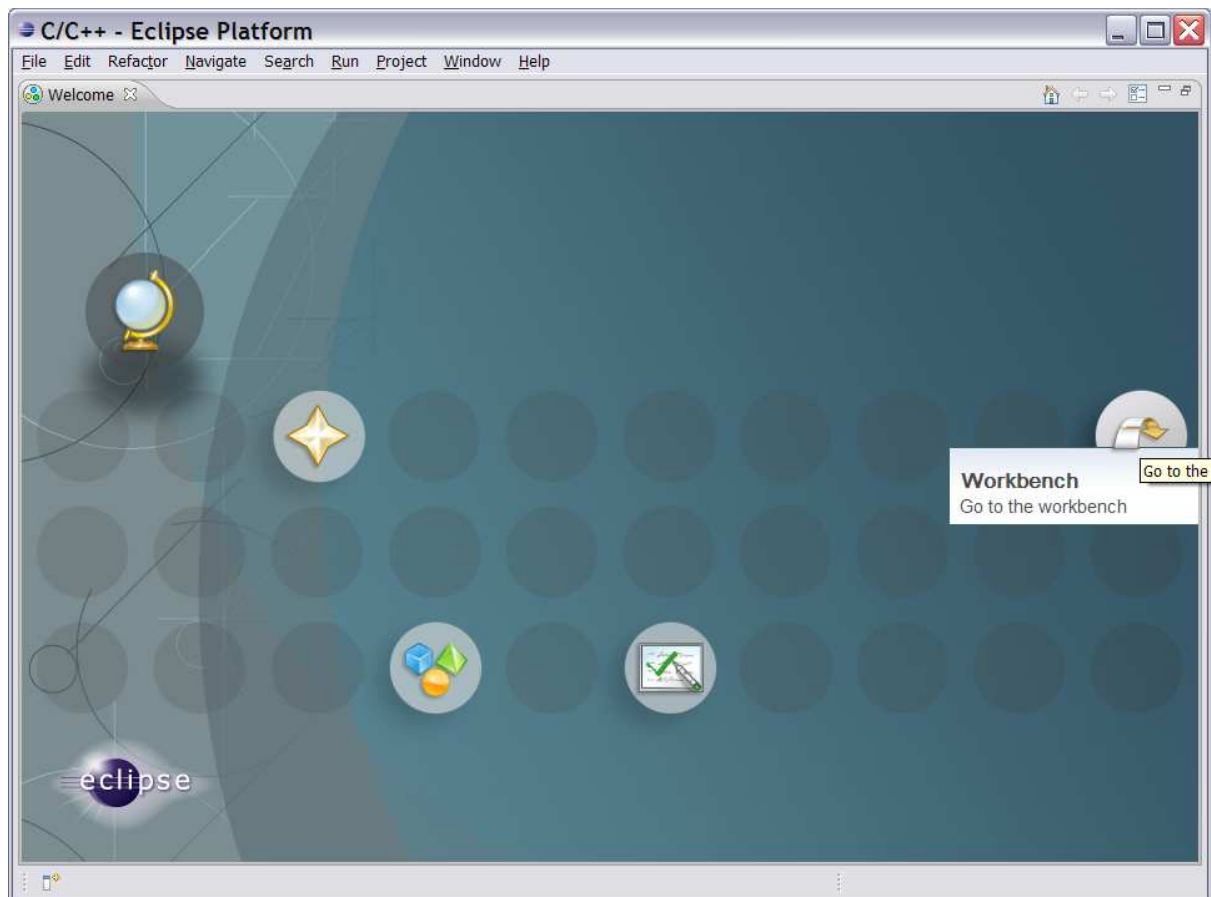 C/C++ - Eclipse Platform
File Edit Refactor Navigate Search Run Project Window Help
Welcome
Workbench
Go to the
Go to the workbench
eclipse